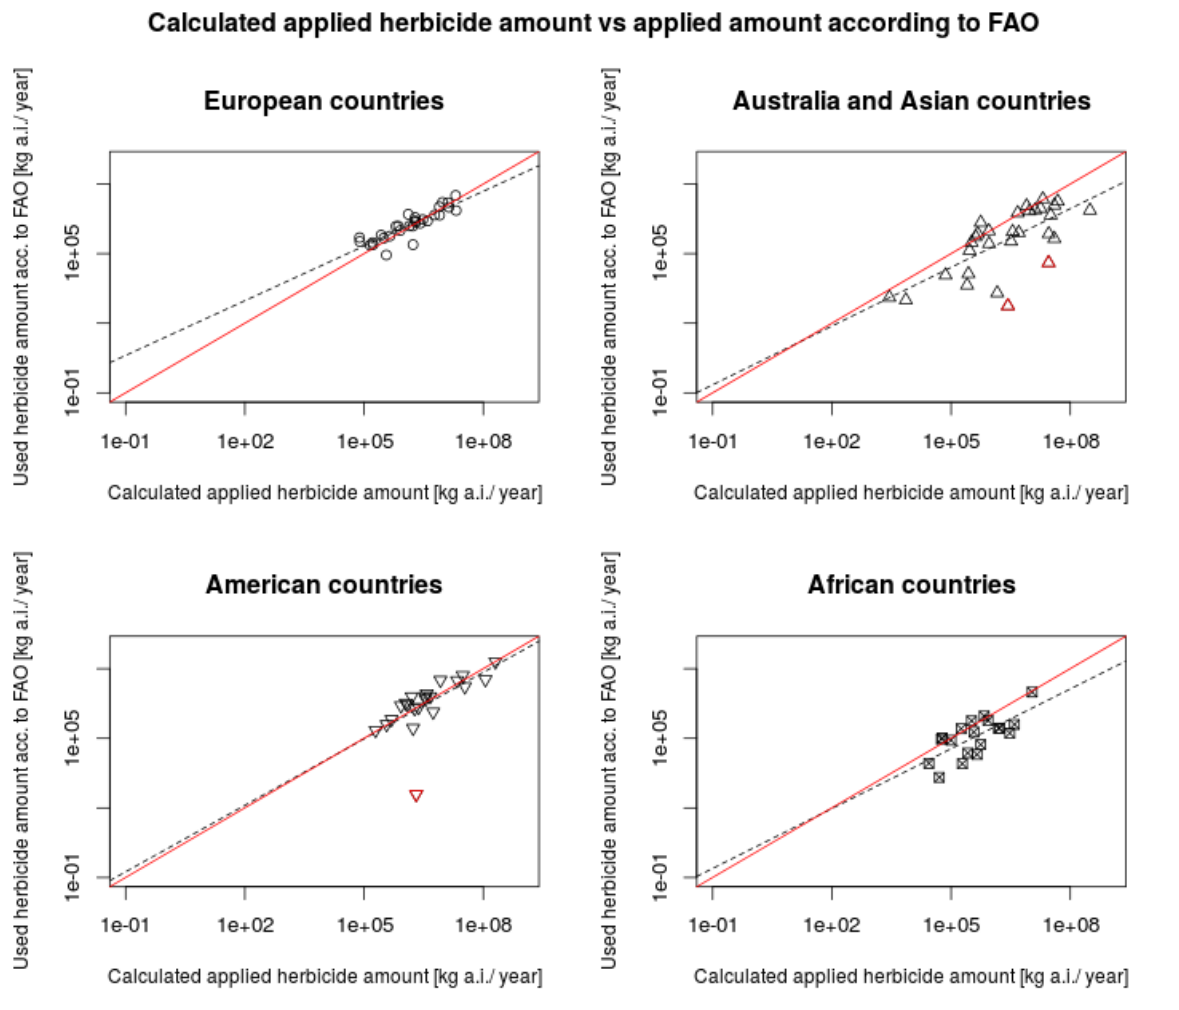 Calculated applied herbicide amount vs applied amount according to FAO
European countries
Used herbicide amount acc. to FAO [kg a.i./ year]
1e+05
1e-01
1e-01 1e+02 1e+05 1e+08
Calculated applied herbicide amount [kg a.i./ year]
Australia and Asian countries
Used herbicide amount acc. to FAO [kg a.i./ year]
1e+05
1e-01
1e-01 1e+02 1e+05 1e+08
Calculated applied herbicide amount [kg a.i./ year]
American countries
Used herbicide amount acc. to FAO [kg a.i./ year]
1e+05
1e-01
1e-01 1e+02 1e+05 1e+08
Calculated applied herbicide amount [kg a.i./ year]
African countries
Used herbicide amount acc. to FAO [kg a.i./ year]
1e+05
1e-01
1e-01 1e+02 1e+05 1e+08
Calculated applied herbicide amount [kg a.i./ year]